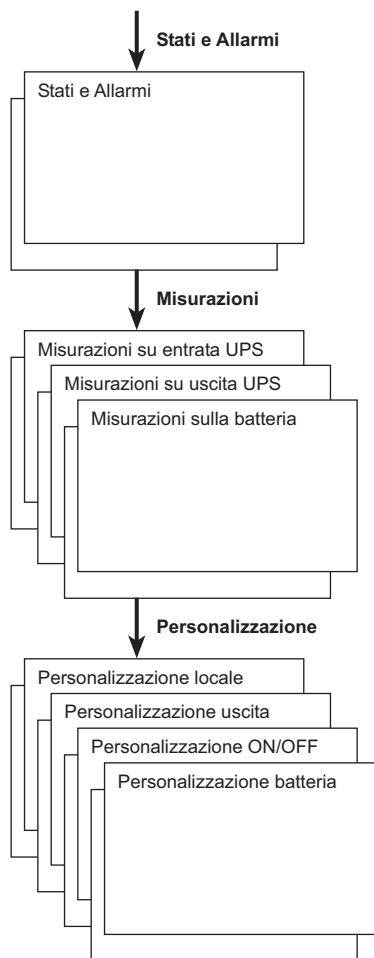 Stati e Allarmi
Stati e Allarmi
Misurazioni
Misurazioni su entrata UPS
Misurazioni su uscita UPS
Misurazioni sulla batteria
Personalizzazione
Personalizzazione locale
Personalizzazione uscita
Personalizzazione ON/OFF
Personalizzazione batteria